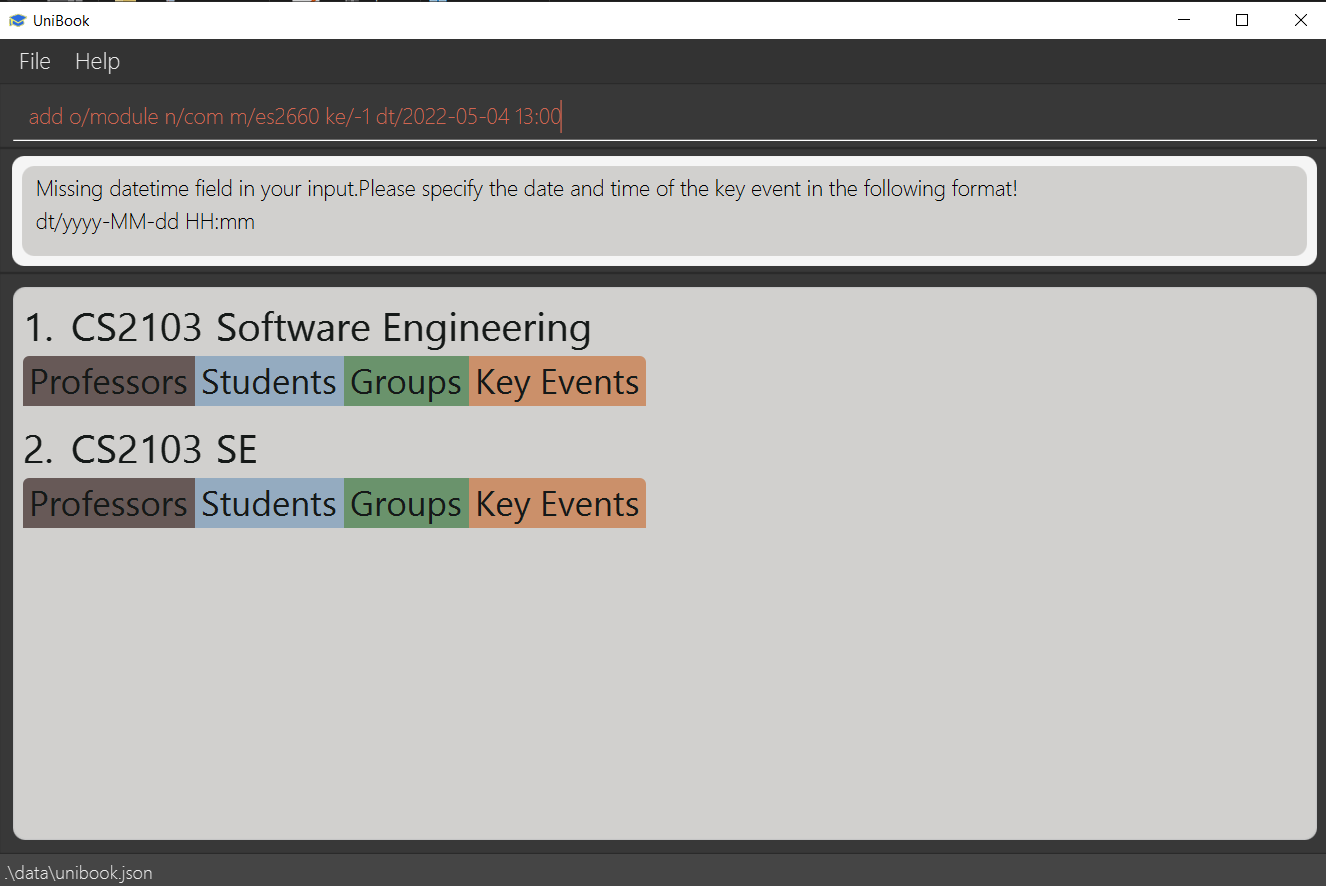 UniBook
File Help
add o/module n/com m/es2660 ke/-1 dt/2022-05-04 13:00
Missing datetime field in your input.Please specify the date and time of the key event in the following format!
dt/yyyy-MM-dd HH:mm
1. CS2103 Software Engineering
Professors Students Groups Key Events
2. CS2103 SE
Professors Students Groups Key Events
.\data\unibook.json